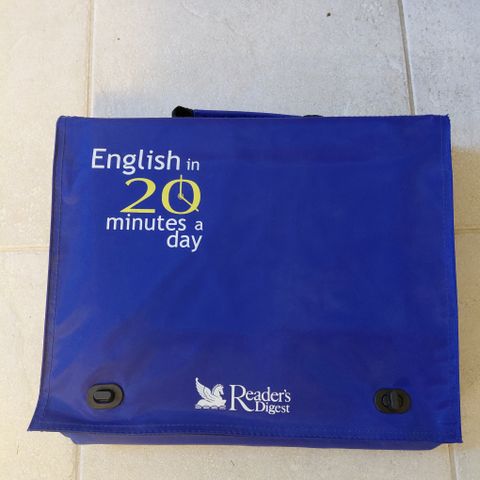 English in
20
minutes a
day
Reader's
Digest